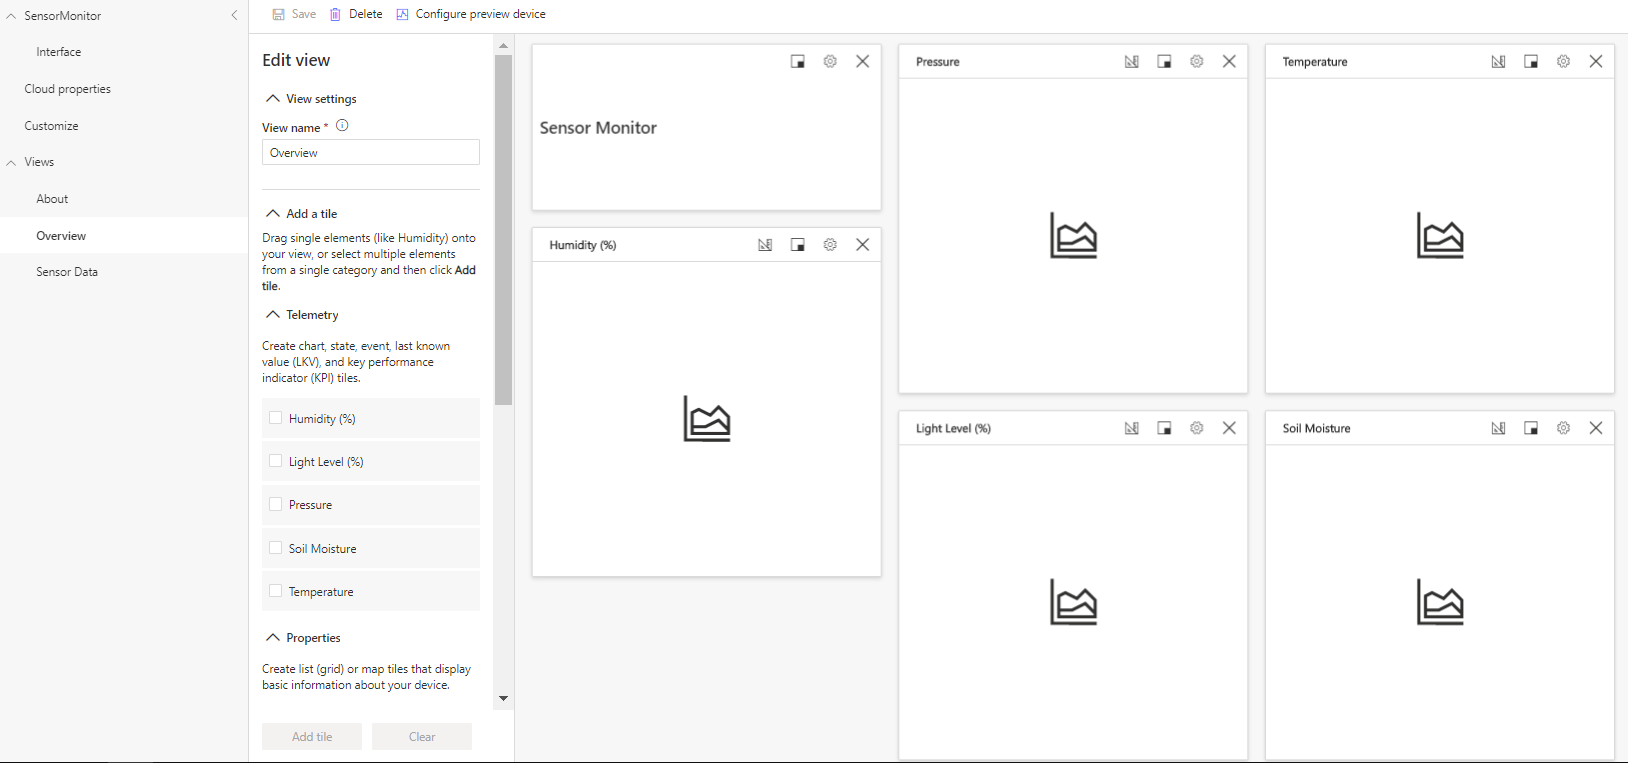 SensorMonitor
Interface
Cloud properties
Customize
Views
About
Overview
Sensor Data
Save
Delete
Configure preview device
Edit view
View settings
View name *
Overview
Add a tile
Drag single elements (like Humidity) onto
your view, or select multiple elements
from a single category and then click Add
tile.
Telemetry
Create chart, state, event, last known
value (LKV), and key performance
indicator (KPI) tiles.
Humidity (%)
Light Level (%)
Pressure
Soil Moisture
Temperature
Properties
Create list (grid) or map tiles that display
basic information about your device.
Add tile
Clear
Sensor Monitor
Humidity (%)
Pressure
Light Level (%)
Temperature
Soil Moisture